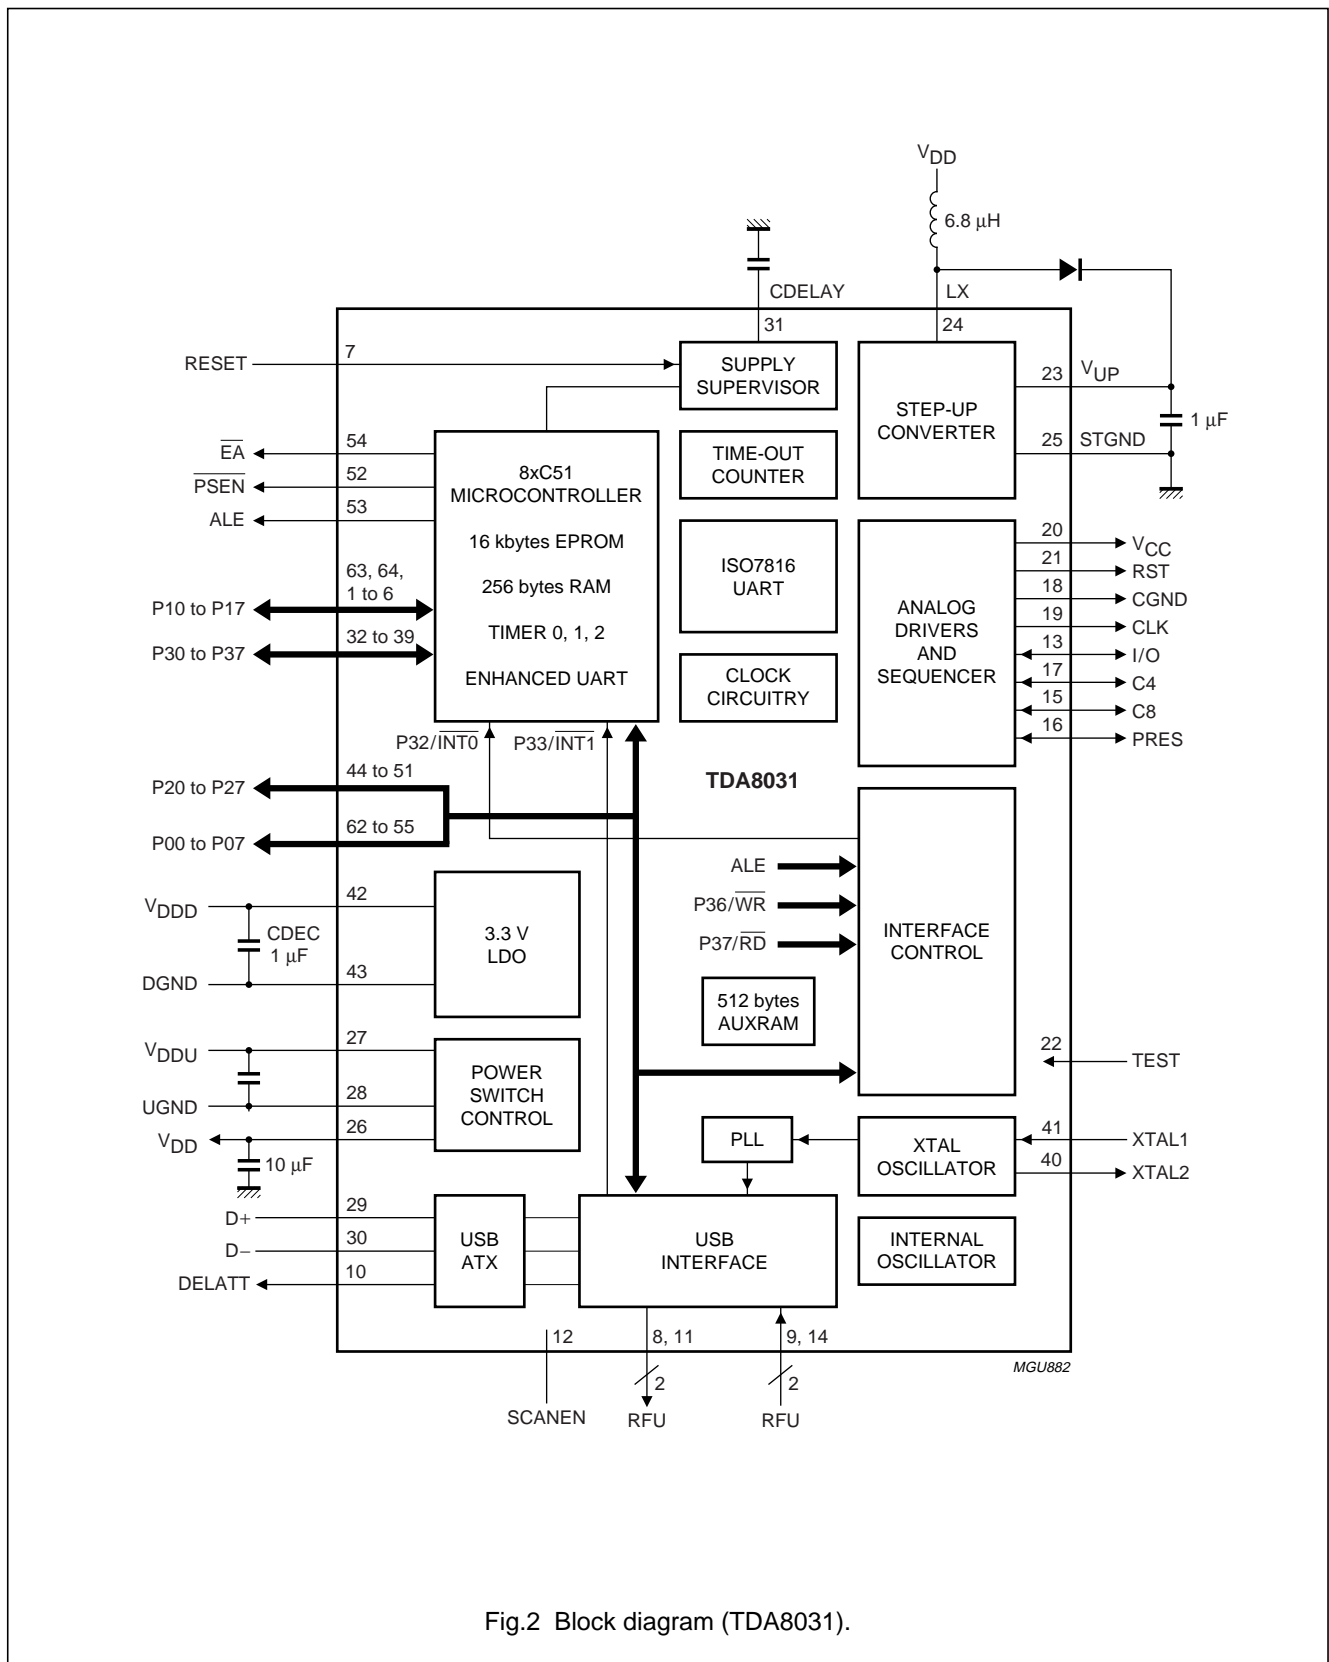 VDD
6.8 μH
CDELAY
LX
31
24
RESET
7
SUPPLY
SUPERVISOR
STEP-UP
CONVERTER
23
VUP
1 μF
25
STGND
EA
54
PSEN
52
ALE
53
8xC51
MICROCONTROLLER
16 kbytes EPROM
256 bytes RAM
TIMER 0, 1, 2
ENHANCED UART
TIME-OUT
COUNTER
ISO7816
UART
CLOCK
CIRCUITRY
ANALOG
DRIVERS
AND
SEQUENCER
20
VCC
21
RST
18
CGND
19
CLK
13
I/O
17
C4
15
C8
16
PRES
63, 64,
1 to 6
P10 to P17
32 to 39
P30 to P37
P32/INT0
P33/INT1
44 to 51
P20 to P27
62 to 55
P00 to P07
TDA8031
ALE
P36/WR
P37/RD
INTERFACE
CONTROL
512 bytes
AUXRAM
VDDD
42
CDEC
1 μF
DGND
43
3.3 V
LDO
VDDU
27
UGND
28
VDD
26
10 μF
POWER
SWITCH
CONTROL
22
TEST
PLL
XTAL
OSCILLATOR
41
XTAL1
40
XTAL2
D+
29
D−
30
DELATT
10
USB
ATX
USB
INTERFACE
INTERNAL
OSCILLATOR
12
8, 11
9, 14
2
2
SCANEN
RFU
RFU
MGU882
Fig.2 Block diagram (TDA8031).